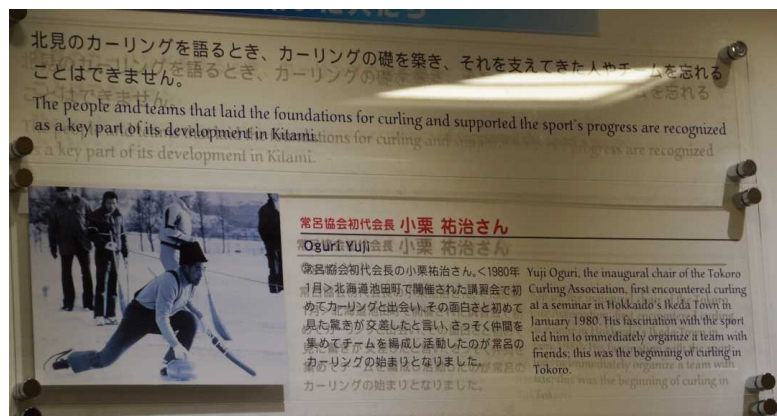 北見のカーリングを語るとき、カーリングの礎を築き、それを支えてきた人やチームを忘れる
ことはできません。
The people and teams that laid the foundations for curling and supported the sport's progress are recognized
as a key part of its development in Kitami.
常呂協会初代会長 小栗 祐治さん
Oguri Yuji
常呂協会初代会長の小栗祐治さん。<1980年
1月>北海道池田町で開催された講習会で初
めてカーリングと出会い、その面白さと初めて
見た驚きが交差したと言い、さっそく仲間を
集めてチームを編成し活動したのが常呂の
カーリングの始まりとなりました。
Yuji Oguri, the inaugural chair of the Tokoro
Curling Association, first encountered curling
at a seminar in Hokkaido's Ikeda Town in
January 1980. His fascination with the sport
led him to immediately organize a team with
friends; this was the beginning of curling in
Tokoro.